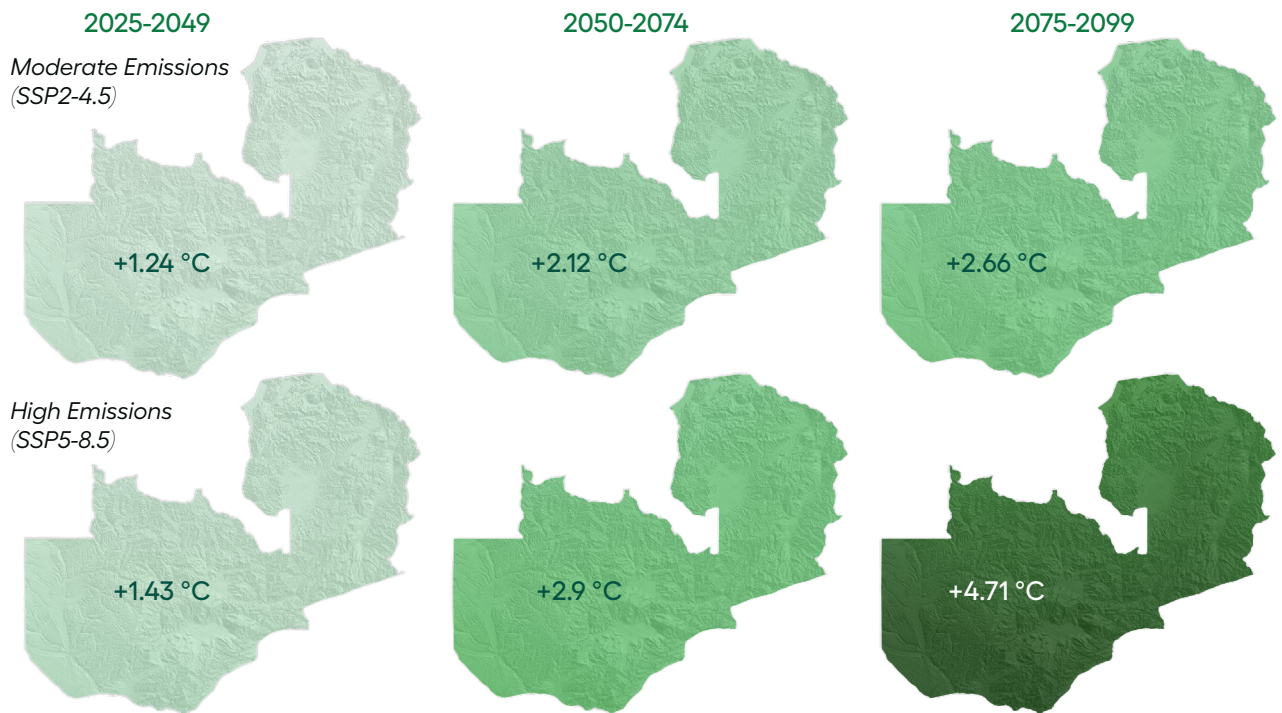 2025-2049
2050-2074
2075-2099
Moderate Emissions
(SSP2-4.5)
+1.24 °C
+2.12 °C
+2.66 °C
High Emissions
(SSP5-8.5)
+1.43 °C
+2.9 °C
+4.71 °C